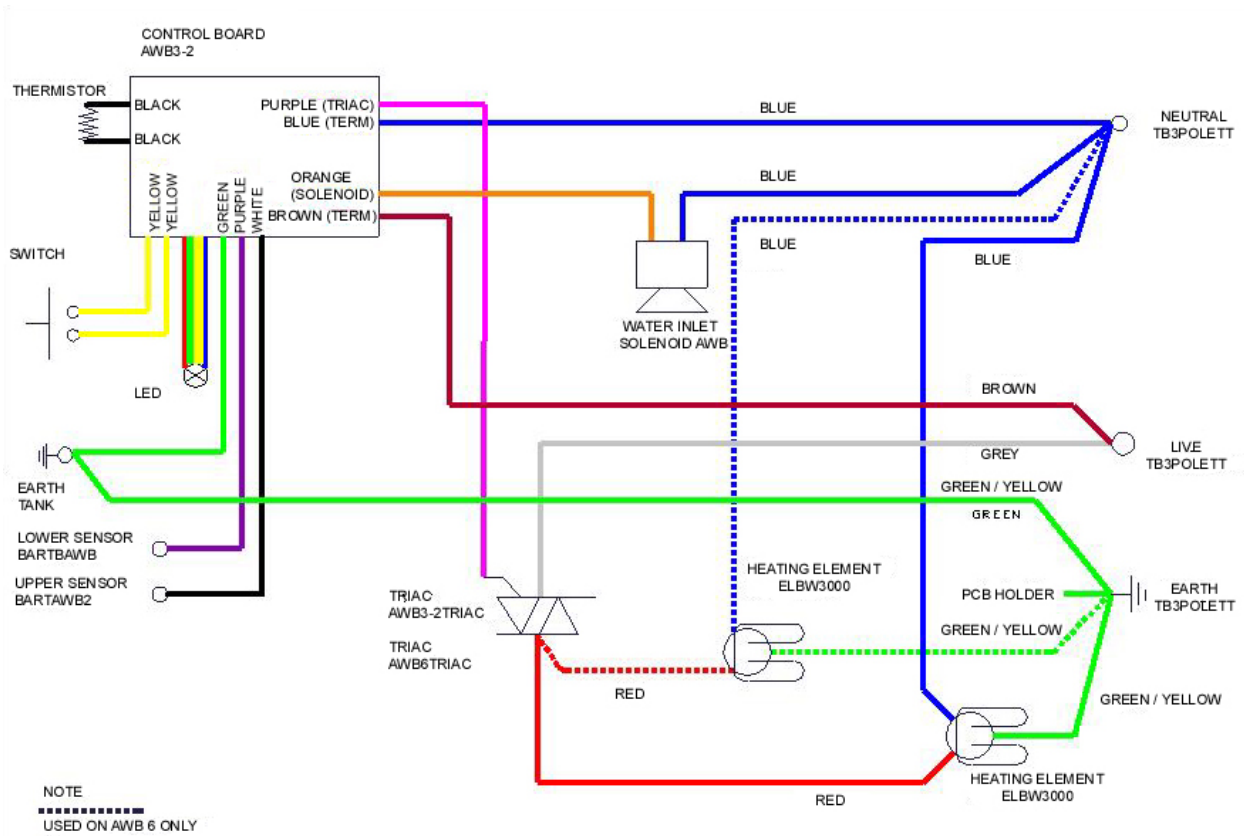 CONTROL BOARD
AWB3-2
THERMISTOR
BLACK
BLACK
PURPLE (TRIAC)
BLUE (TERM)
ORANGE
(SOLENOID)
BROWN (TERM)
YELLOW
YELLOW
GREEN
PURPLE
WHITE
BLUE
NEUTRAL
TB3POLETT
BLUE
BLUE
BLUE
SWITCH
WATER INLET
SOLENOID AWB
LED
BROWN
LIVE
TB3POLETT
GREY
EARTH
TANK
GREEN / YELLOW
GREEN
LOWER SENSOR
BARTBAWB
UPPER SENSOR
BARTAWB2
TRIAC
AWB3-2TRIAC
TRIAC
AWB6TRIAC
HEATING ELEMENT
ELBW3000
PCB HOLDER
EARTH
TB3POLETT
GREEN / YELLOW
RED
GREEN / YELLOW
HEATING ELEMENT
ELBW3000
RED
NOTE
USED ON AWB 6 ONLY